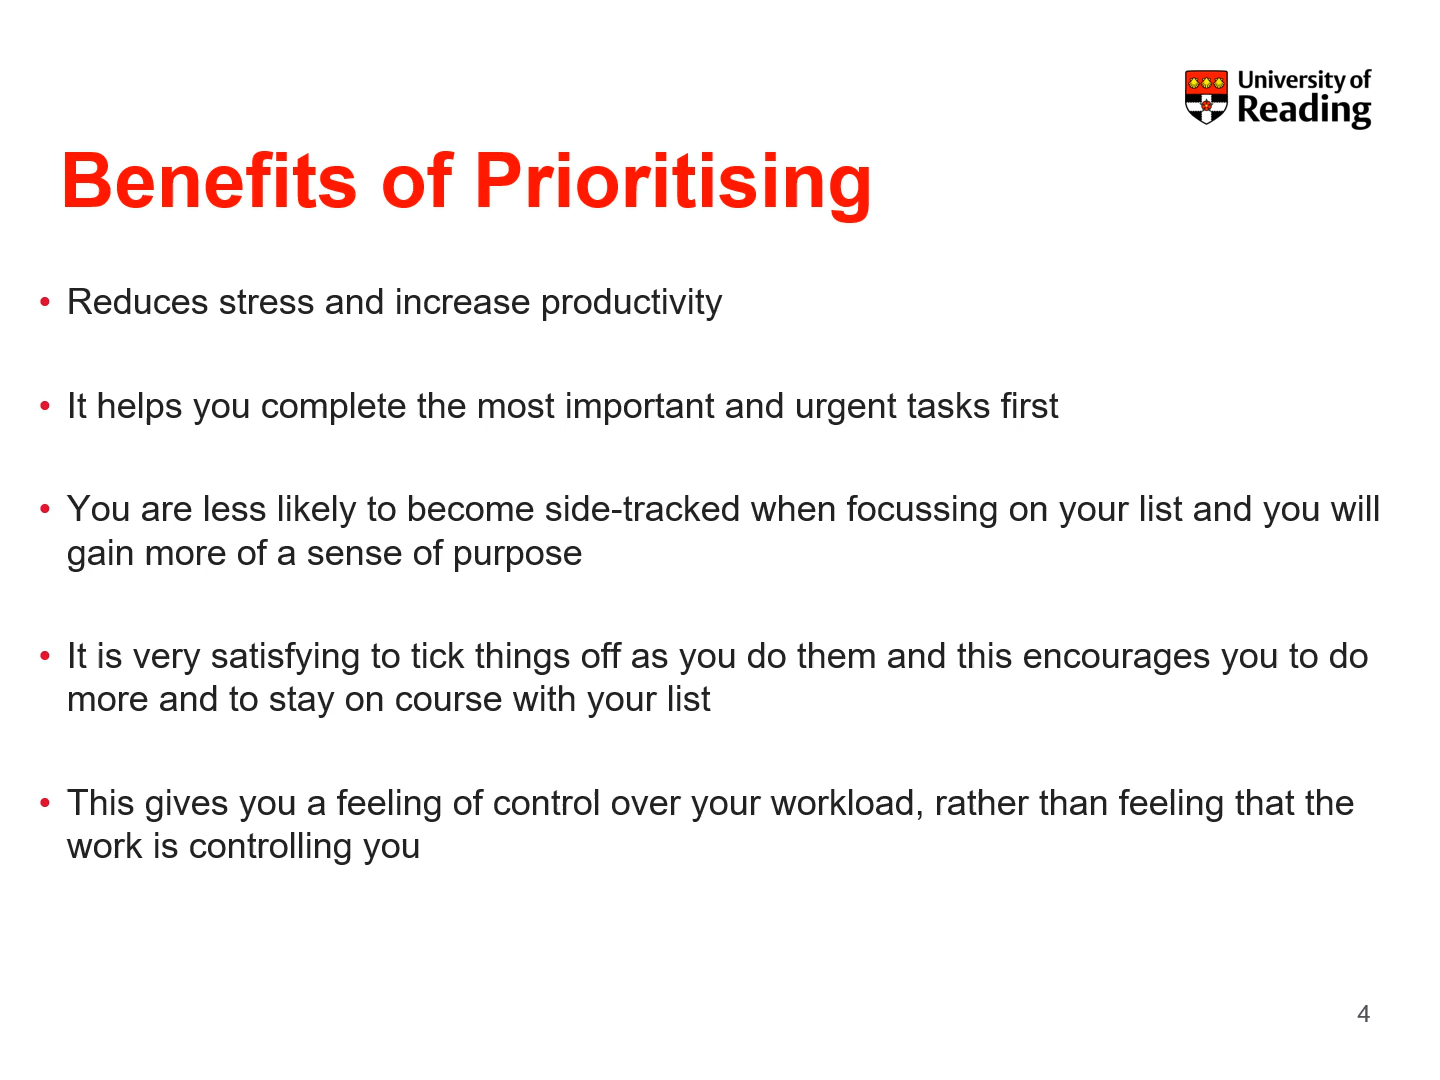 University of
Reading
Benefits of Prioritising
• Reduces stress and increase productivity
• It helps you complete the most important and urgent tasks first
• You are less likely to become side-tracked when focussing on your list and you will
gain more of a sense of purpose
• It is very satisfying to tick things off as you do them and this encourages you to do
more and to stay on course with your list
• This gives you a feeling of control over your workload, rather than feeling that the
work is controlling you
4